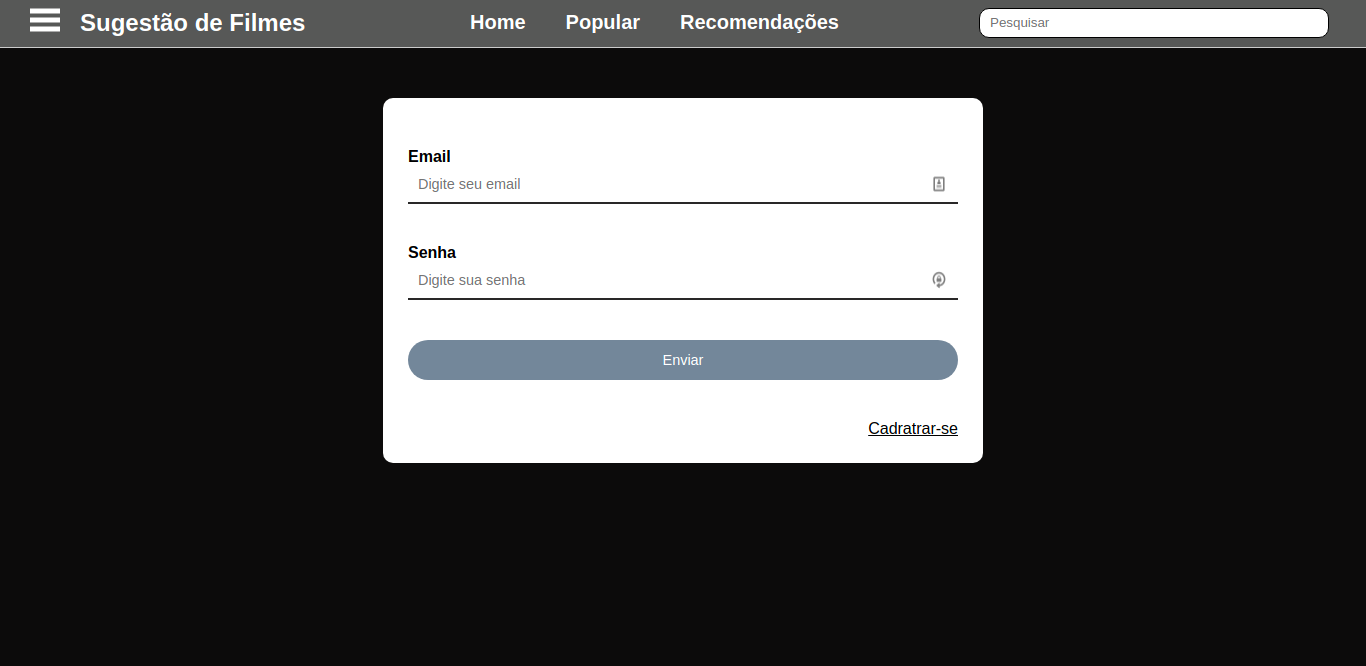 Sugestão de Filmes
Home
Popular
Recomendações
Pesquisar
Email
Digite seu email
Senha
Digite sua senha
Enviar
Cadratrar-se